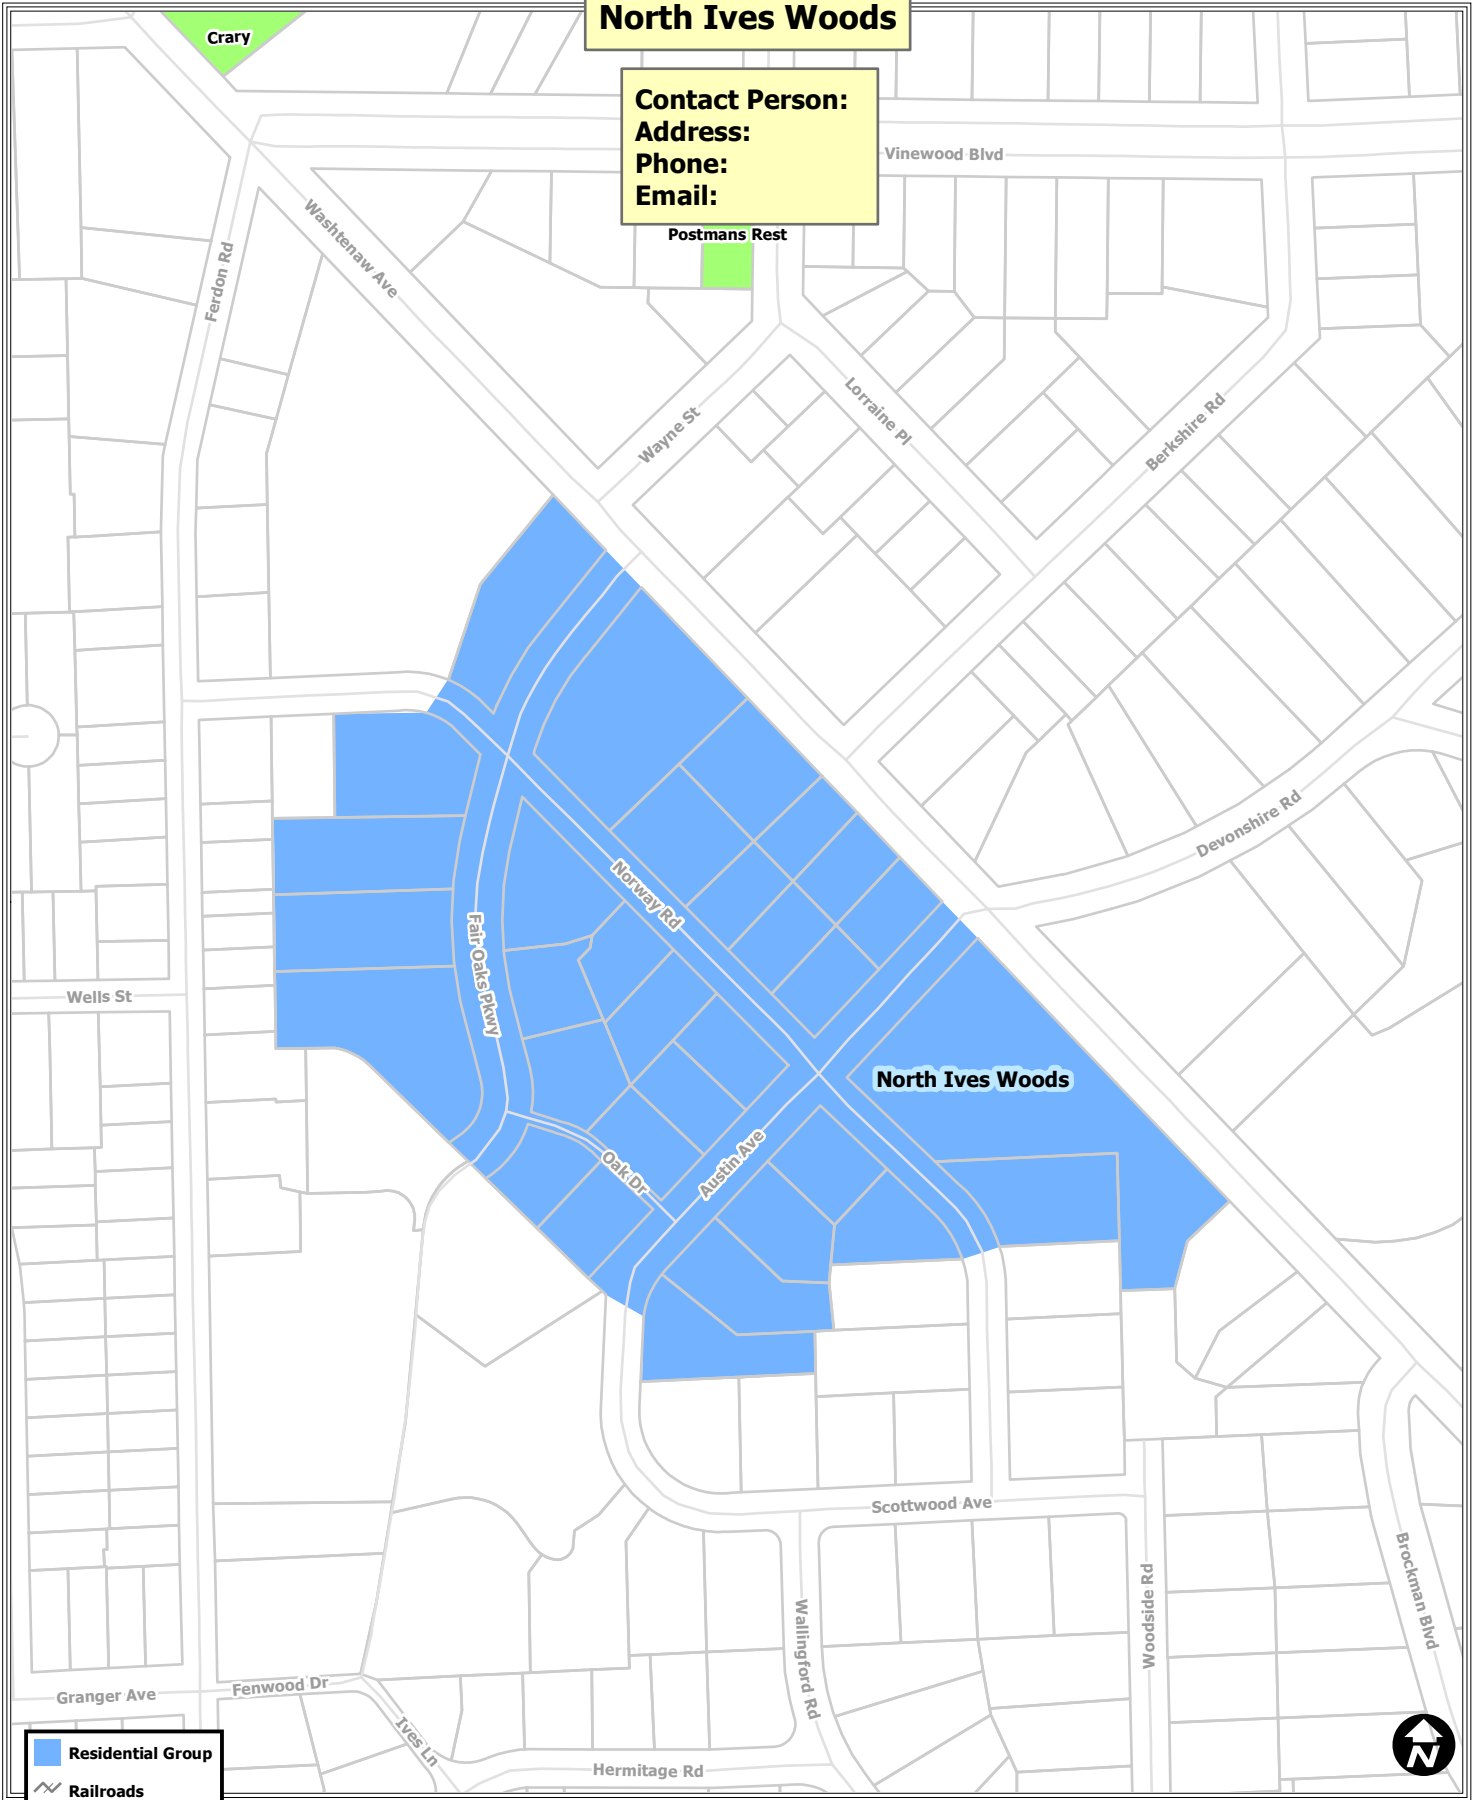 North Ives Woods
Crary
Contact Person:
Address:
Phone:
Email:
Vinewood Blvd
Postmans Rest
Washtenaw Ave
Ferdon Rd
Wayne St
Lorraine Pl
Berkshire Rd
Devonshire Rd
Norway Rd
Fair Oaks Pkwy
Wells St
North Ives Woods
Austin Ave
Oak Dr
Scottwood Ave
Brockman Blvd
Woodside Rd
Wallingford Rd
Granger Ave
Fenwood Dr
Ives Ln
Hermitage Rd
N
Residential Group
Railroads